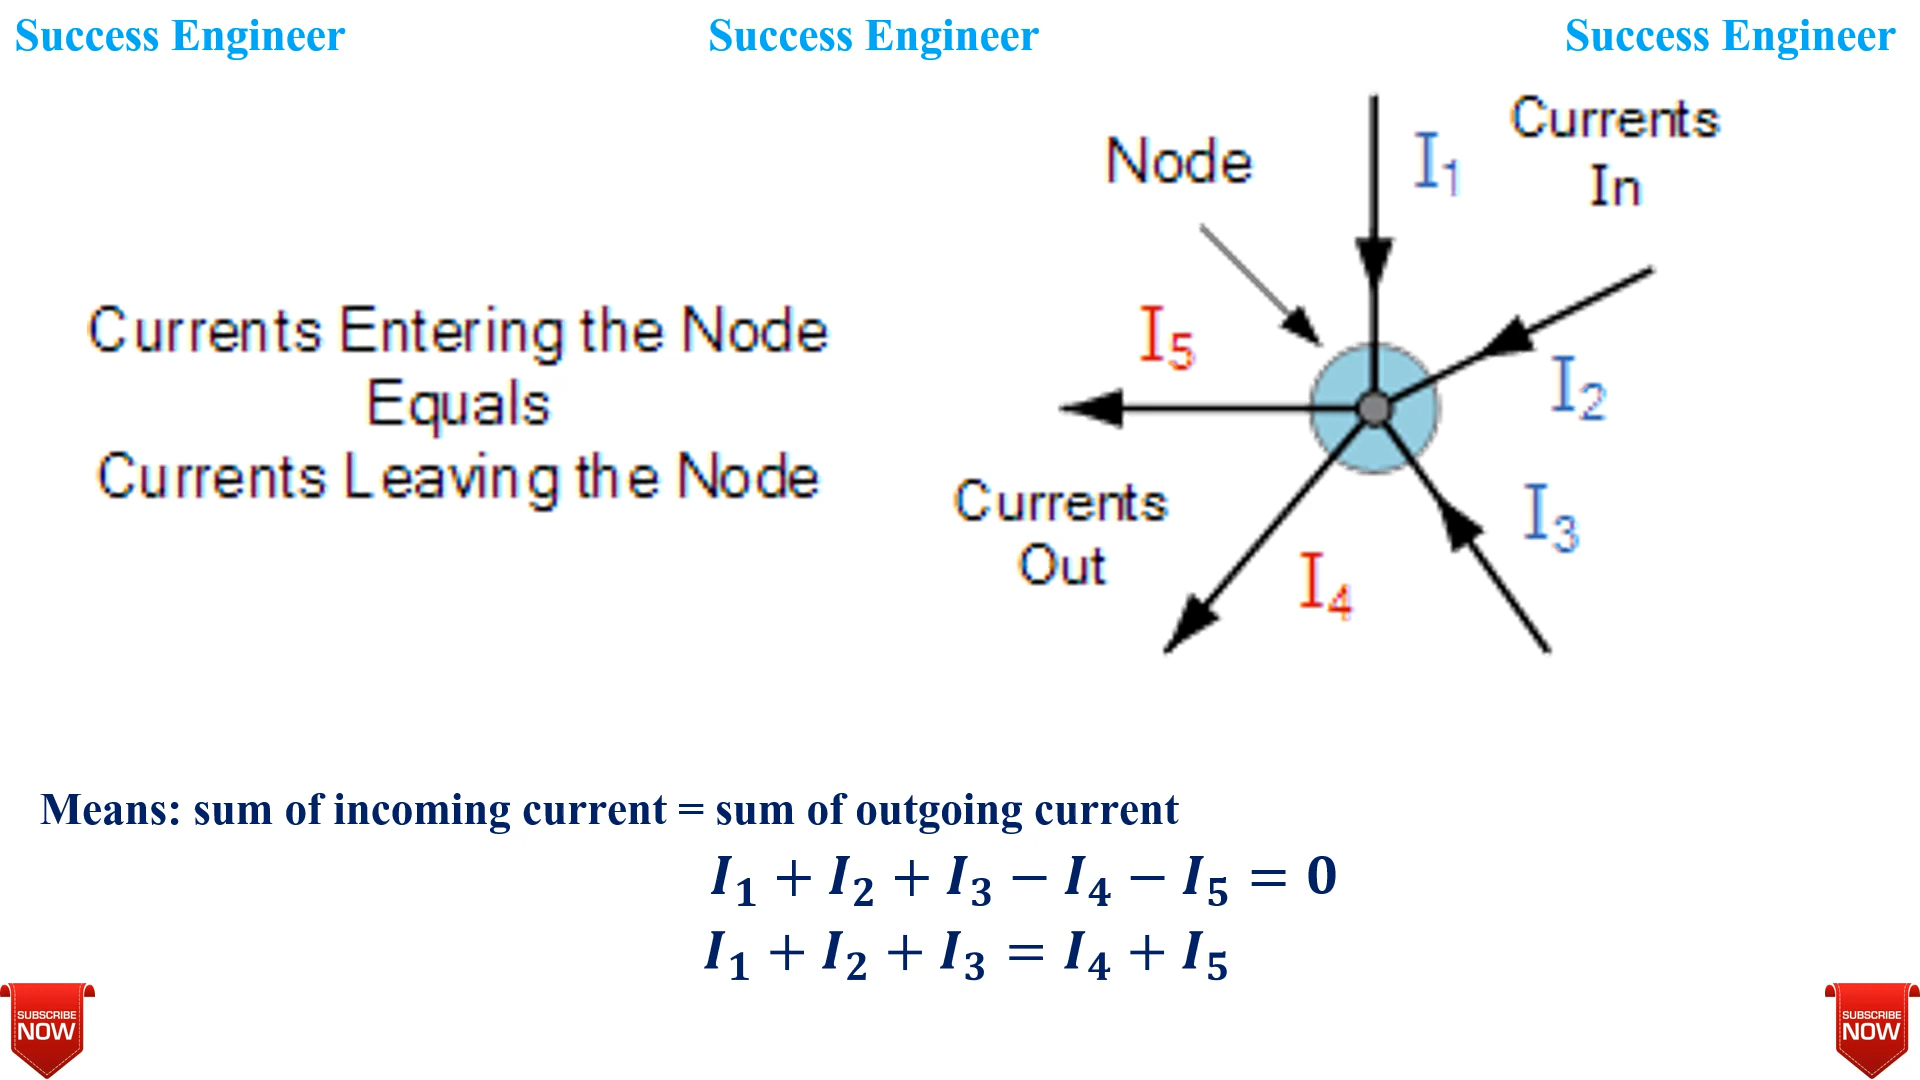 Success Engineer
Success Engineer
Success Engineer
Currents
In
Node
I₁
I₅
I₂
Currents Entering the Node
Equals
Currents Leaving the Node
Currents
Out
I₃
I₄
Means: sum of incoming current = sum of outgoing current
I₁ + I₂ + I₃ − I₄ − I₅ = 0
I₁ + I₂ + I₃ = I₄ + I₅
SUBSCRIBE
NOW
SUBSCRIBE
NOW